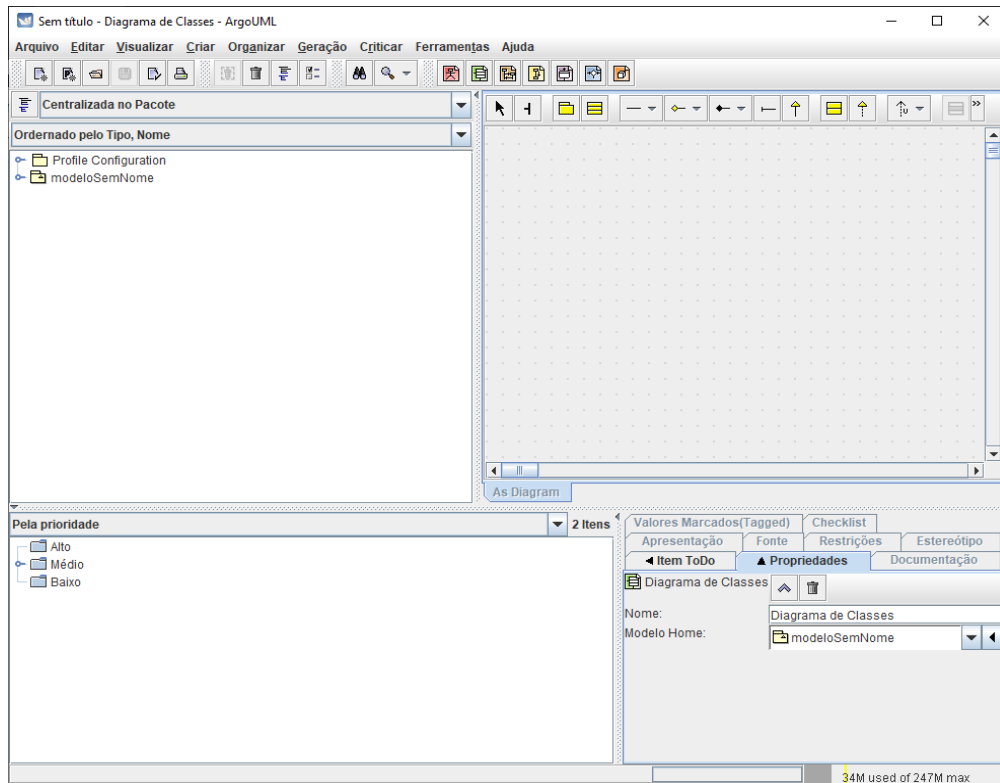 Sem título - Diagrama de Classes - ArgoUML
Arquivo Editar Visualizar Criar Organizar Geração Criticar Ferramentas Ajuda
Centralizada no Pacote
Ordernado pelo Tipo, Nome
Profile Configuration
modeloSemNome
As Diagram
Pela prioridade 2 Itens
Alto
Médio
Baixo
Valores Marcados(Tagged) Checklist
Apresentação Fonte Restrições Estereótipo
Item ToDo Propriedades Documentação
Diagrama de Classes
Nome: Diagrama de Classes
Modelo Home: modeloSemNome
34M used of 247M max